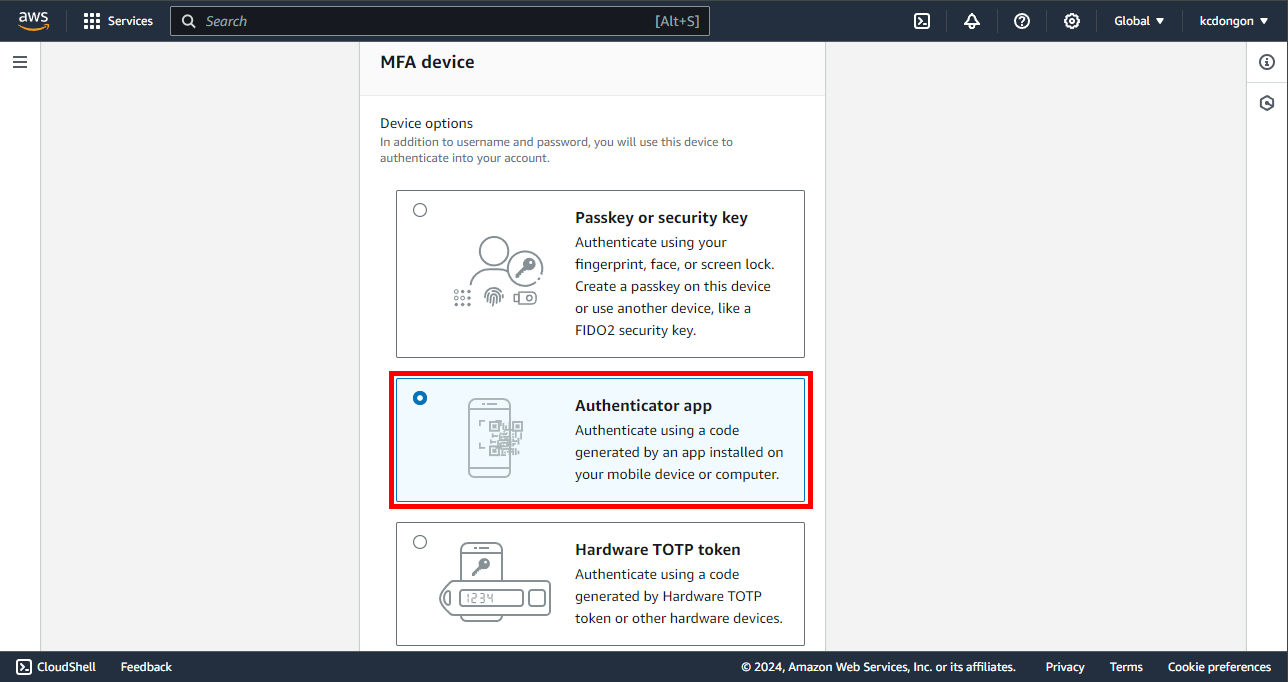 aws
Services
Search
[Alt+S]
Global
kcdongon
MFA device
Device options
In addition to username and password, you will use this device to
authenticate into your account.
Passkey or security key
Authenticate using your
fingerprint, face, or screen lock.
Create a passkey on this device
or use another device, like a
FIDO2 security key.
Authenticator app
Authenticate using a code
generated by an app installed on
your mobile device or computer.
Hardware TOTP token
Authenticate using a code
generated by Hardware TOTP
token or other hardware devices.
1234
CloudShell
Feedback
© 2024, Amazon Web Services, Inc. or its affiliates.
Privacy
Terms
Cookie preferences